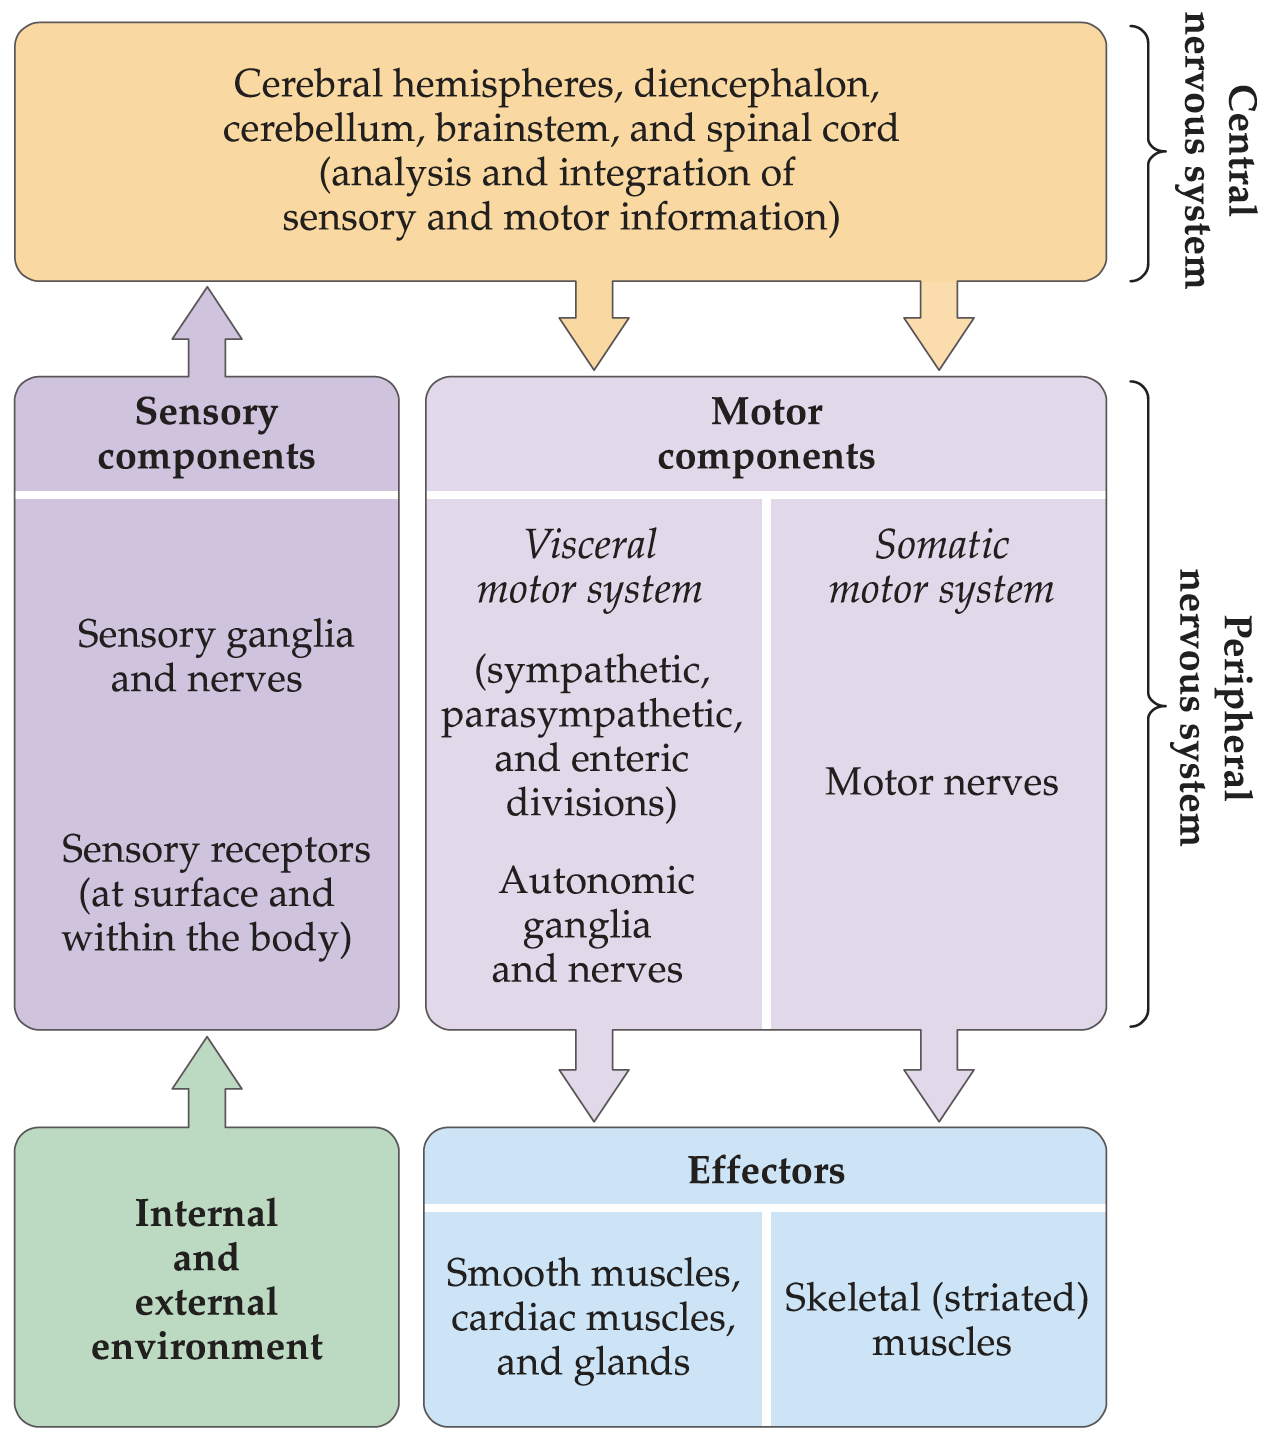 Cerebral hemispheres, diencephalon,
cerebellum, brainstem, and spinal cord
(analysis and integration of
sensory and motor information)
Central
nervous system
Sensory
components
Sensory ganglia
and nerves
Sensory receptors
(at surface and
within the body)
Motor
components
Visceral
motor system
(sympathetic,
parasympathetic,
and enteric
divisions)
Autonomic
ganglia
and nerves
Somatic
motor system
Motor nerves
Peripheral
nervous system
Internal
and
external
environment
Effectors
Smooth muscles,
cardiac muscles,
and glands
Skeletal (striated)
muscles